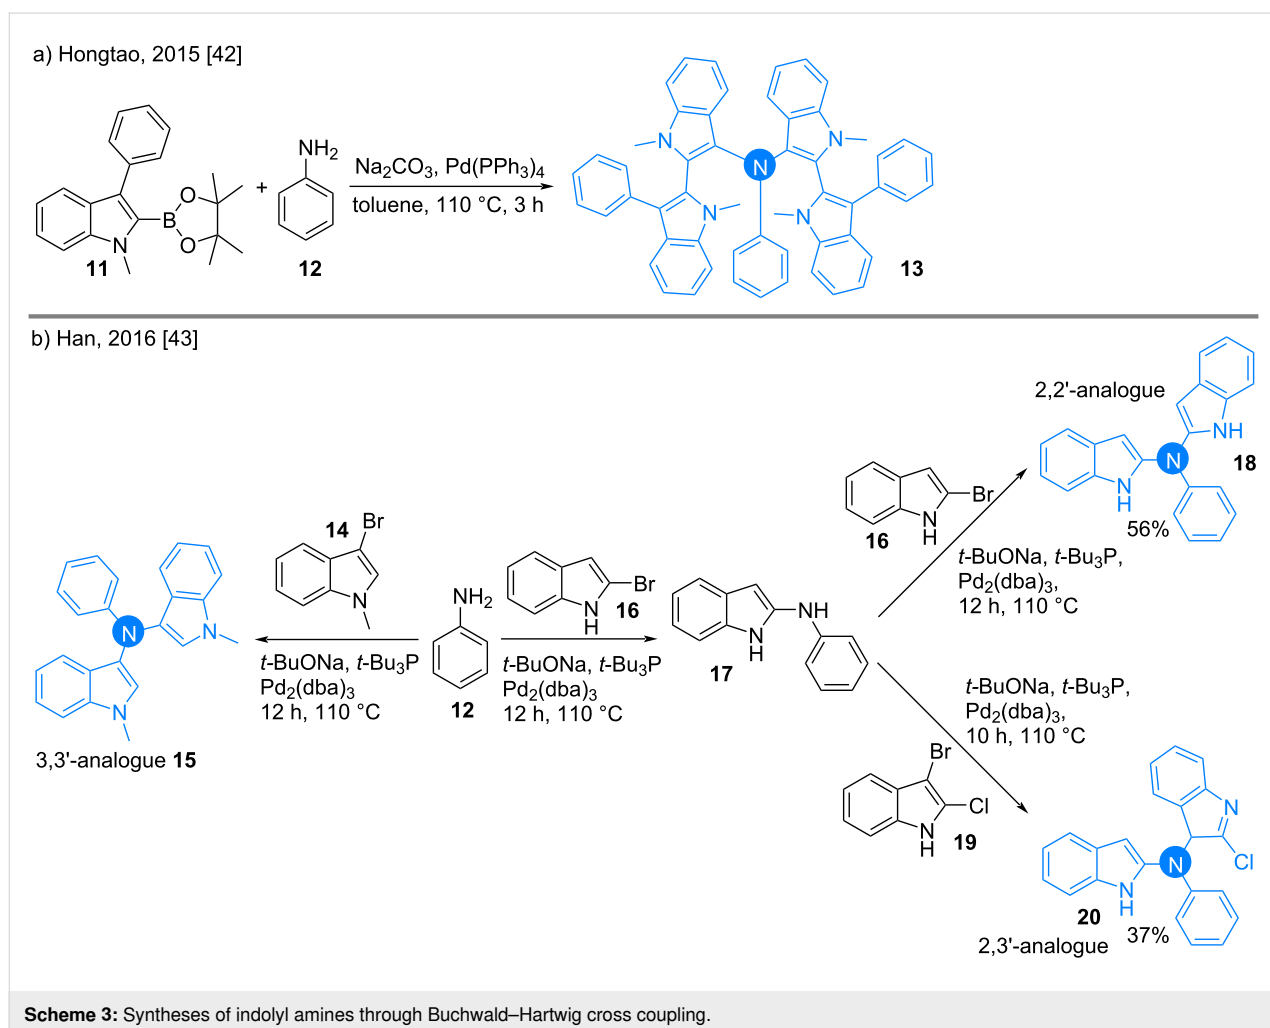 a) Hongtao, 2015 [42]
N
N
N
NH2
Na2CO3, Pd(PPh3)4
toluene, 110 °C, 3 h
+
B
O
O
N
11
12
N
N
13
b) Han, 2016 [43]
2,2'-analogue
NH
N
N
H
18
56%
Br
N
H
16
t-BuONa, t-Bu3P,
Pd2(dba)3,
12 h, 110 °C
14
Br
N
N
N
N
3,3'-analogue 15
t-BuONa, t-Bu3P
Pd2(dba)3
12 h, 110 °C
NH2
12
Br
N
H
16
t-BuONa, t-Bu3P
Pd2(dba)3
12 h, 110 °C
NH
N
H
17
t-BuONa, t-Bu3P,
Pd2(dba)3,
10 h, 110 °C
Br
Cl
N
H
19
N
Cl
N
N
H
20
37%
2,3'-analogue
Scheme 3: Syntheses of indolyl amines through Buchwald–Hartwig cross coupling.